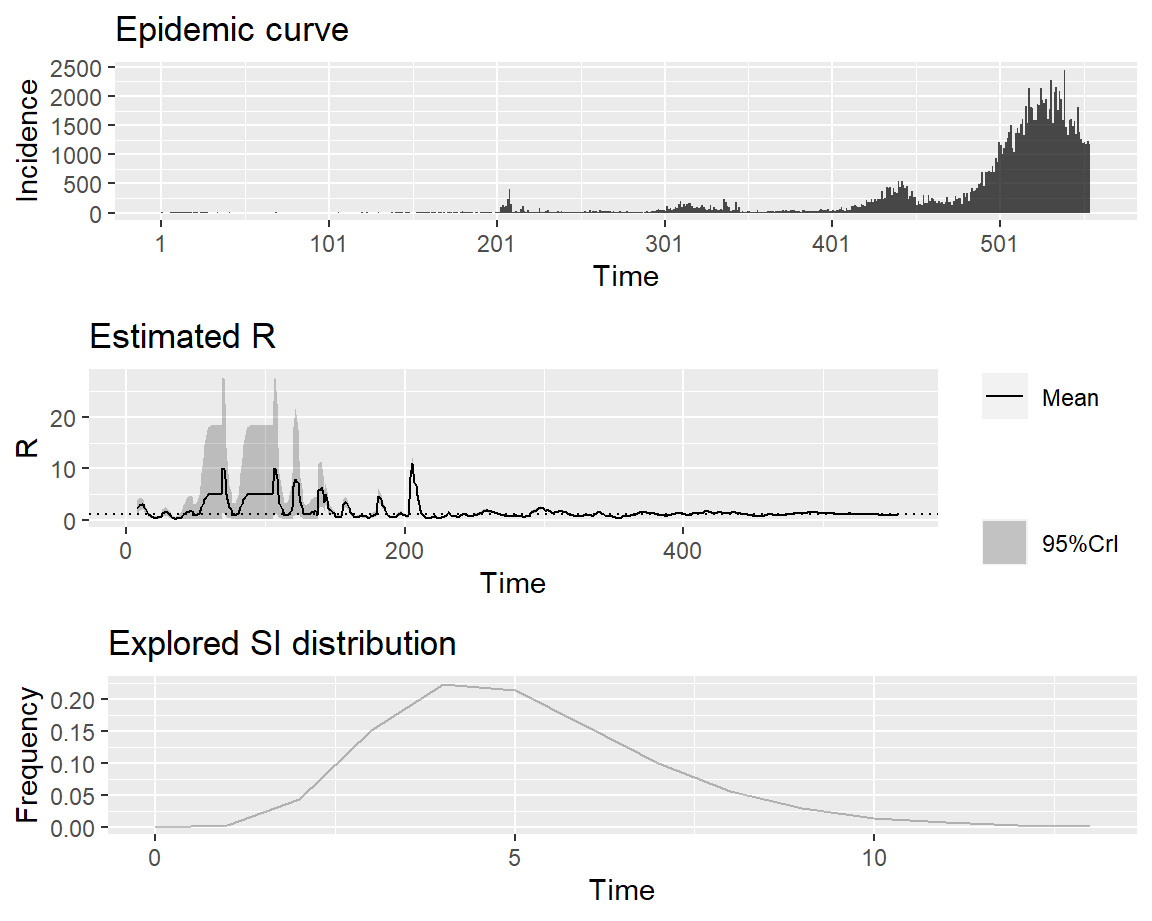 Epidemic curve
Incidence
2500
2000
1500
1000
500
0
1
101
201
301
401
501
Time
Estimated R
R
20
10
0
0
200
400
Time
Mean
95%CrI
Explored SI distribution
Frequency
0.20
0.15
0.10
0.05
0.00
0
5
10
Time